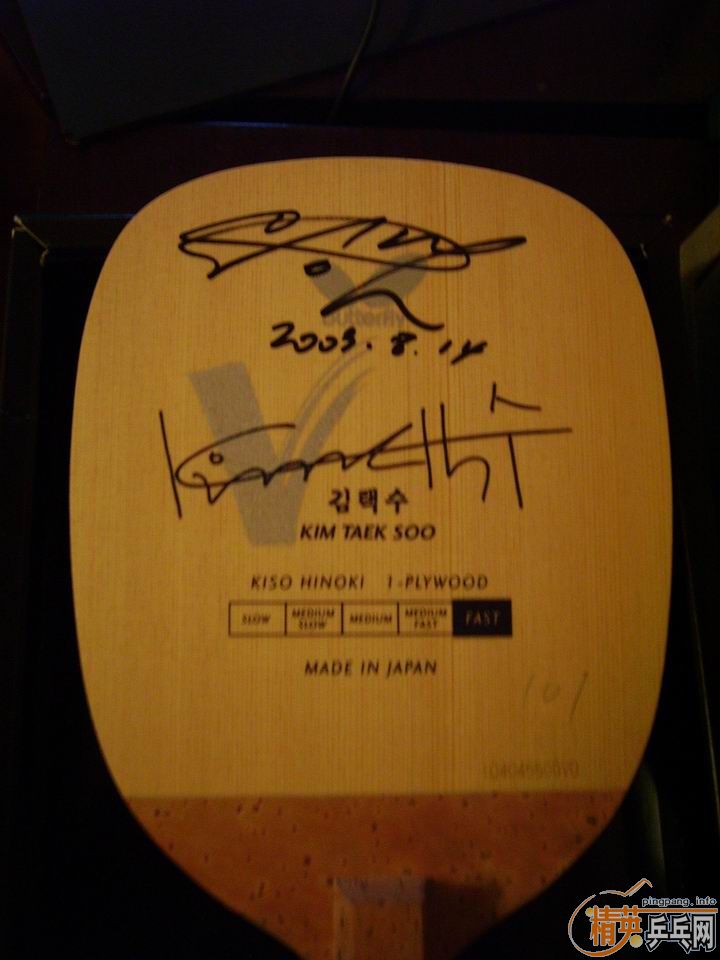 Butterfly
2003.8.14
김택수
KIM TAEK SOO
KISO HINOKI 1-PLYWOOD
SLOW MEDIUM SLOW MEDIUM MEDIUM FAST FAST
MADE IN JAPAN
101
pingpang.info
精英乒乓网